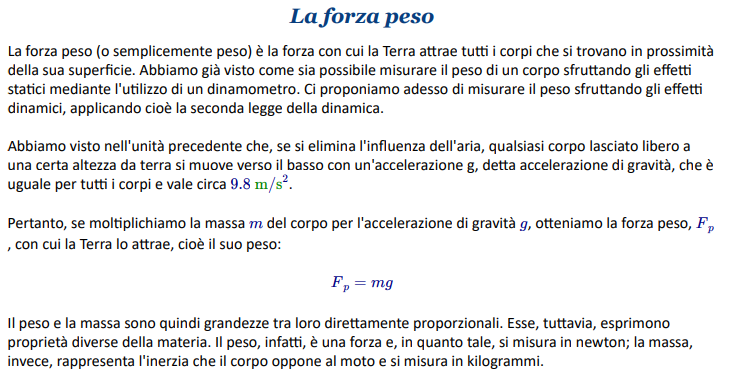 La forza peso
La forza peso (o semplicemente peso) è la forza con cui la Terra attrae tutti i corpi che si trovano in prossimità
della sua superficie. Abbiamo già visto come sia possibile misurare il peso di un corpo sfruttando gli effetti
statici mediante l'utilizzo di un dinamometro. Ci proponiamo adesso di misurare il peso sfruttando gli effetti
dinamici, applicando cioè la seconda legge della dinamica.
Abbiamo visto nell'unità precedente che, se si elimina l'influenza dell'aria, qualsiasi corpo lasciato libero a
una certa altezza da terra si muove verso il basso con un'accelerazione g, detta accelerazione di gravità, che è
uguale per tutti i corpi e vale circa 9.8 m/s².
Pertanto, se moltiplichiamo la massa m del corpo per l'accelerazione di gravità g, otteniamo la forza peso, Fₚ
, con cui la Terra lo attrae, cioè il suo peso:
Fₚ = mg
Il peso e la massa sono quindi grandezze tra loro direttamente proporzionali. Esse, tuttavia, esprimono
proprietà diverse della materia. Il peso, infatti, è una forza e, in quanto tale, si misura in newton; la massa,
invece, rappresenta l'inerzia che il corpo oppone al moto e si misura in kilogrammi.